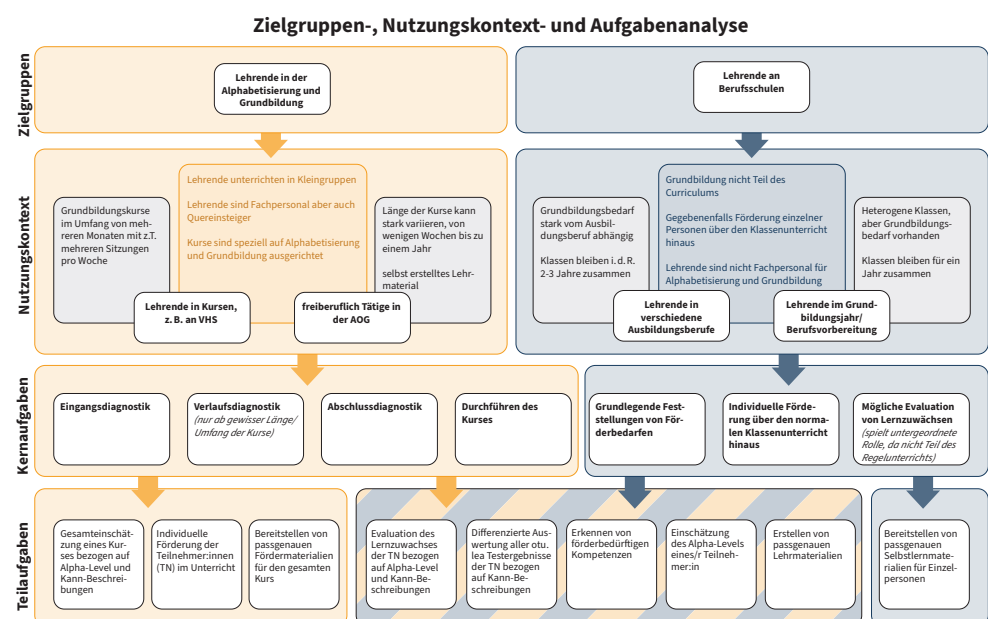 Zielgruppen-, Nutzungskontext- und Aufgabenanalyse
Zielgruppen
Lehrende in der
Alphabetisierung und
Grundbildung
Lehrende an
Berufsschulen
Nutzungskontext
Grundbildungskurse
im Umfang von meh-
reren Monaten mit z.T.
mehreren Sitzungen
pro Woche
Lehrende unterrichten in Kleingruppen
Lehrende sind Fachpersonal aber auch
Quereinsteiger
Kurse sind speziell auf Alphabetisierung
und Grundbildung ausgerichtet
Länge der Kurse kann
stark variieren, von
wenigen Wochen bis zu
einem Jahr
selbst erstelltes Lehr-
material
Lehrende in Kursen,
z. B. an VHS
freiberuflich Tätige in
der AOG
Grundbildungsbedarf
stark vom Ausbil-
dungsberuf abhängig
Klassen bleiben i. d. R.
2-3 Jahre zusammen
Grundbildung nicht Teil des
Curriculums
Gegebenenfalls Förderung einzelner
Personen über den Klassenunterricht
hinaus
Lehrende sind nicht Fachpersonal für
Alphabetisierung und Grundbildung
Heterogene Klassen,
aber Grundbildungs-
bedarf vorhanden
Klassen bleiben für ein
Jahr zusammen
Lehrende in
verschiedene
Ausbildungsberufe
Lehrende im Grund-
bildungsjahr/
Berufsvorbereitung
Kernaufgaben
Eingangsdiagnostik
Verlaufsdiagnostik
(nur ab gewisser Länge/
Umfang der Kurse)
Abschlussdiagnostik
Durchführen des
Kurses
Grundlegende Fest-
stellungen von För-
derbedarfen
Individuelle Förde-
rung über den norma-
len Klassenunterricht
hinaus
Mögliche Evaluation
von Lernzuwächsen
(spielt untergeordnete
Rolle, da nicht Teil des
Regelunterrichts)
Teilaufgaben
Gesamteinschät-
zung eines Kur-
ses bezogen auf
Alpha-Level und
Kann-Beschrei-
bungen
Individuelle
Förderung der
Teilnehmer:innen
(TN) im Unterricht
Bereitstellen von
passgenauen
Fördermaterialien
für den gesamten
Kurs
Evaluation des
Lernzuwachses
der TN bezogen
auf Alpha-Level
und Kann-Be-
schreibungen
Differenzierte Aus-
wertung aller otu.
lea Testergebnisse
der TN bezogen
auf Kann-Be-
schreibungen
Erkennen von
förderbedürftigen
Kompetenzen
Einschätzung
des Alpha-Levels
eines/r Teilneh-
mer:in
Erstellen von
passgenauen
Lehrmaterialien
Bereitstellen von
passgenauen
Selbstlernmate-
rialien für Einzel-
personen